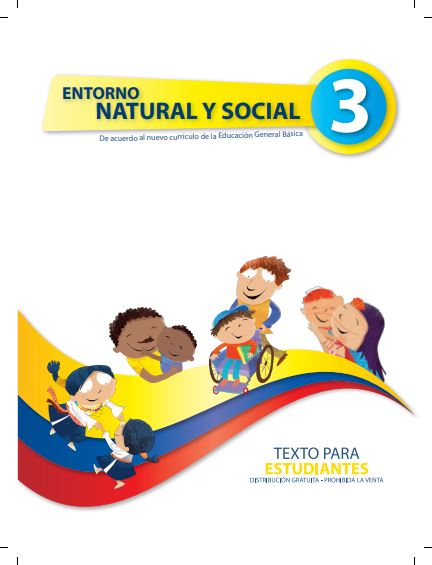 ENTORNO
NATURAL Y SOCIAL
3
De acuerdo al nuevo currículo de la Educación General Básica
TEXTO PARA
ESTUDIANTES
DISTRIBUCIÓN GRATUITA - PROHIBIDA LA VENTA